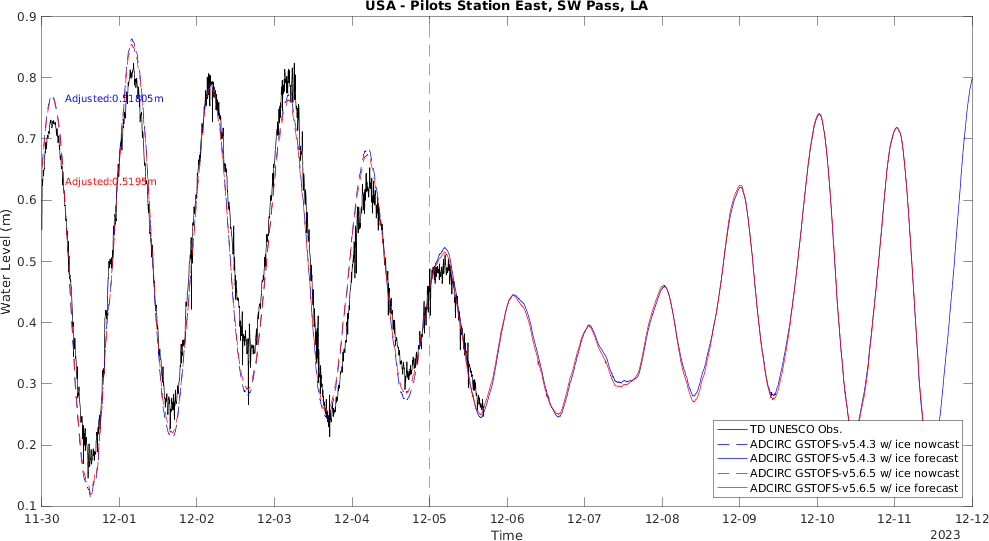 USA - Pilots Station East, SW Pass, LA
0.9
0.8
0.7
0.6
0.5
0.4
0.3
0.2
0.1
Water Level (m)
Adjusted:0.51805m
Adjusted:0.5195m
TD UNESCO Obs.
ADCIRC GSTOFS-v5.4.3 w/ ice nowcast
ADCIRC GSTOFS-v5.4.3 w/ ice forecast
ADCIRC GSTOFS-v5.6.5 w/ ice nowcast
ADCIRC GSTOFS-v5.6.5 w/ ice forecast
11-30 12-01 12-02 12-03 12-04 12-05 12-06 12-07 12-08 12-09 12-10 12-11 12-12
Time
2023